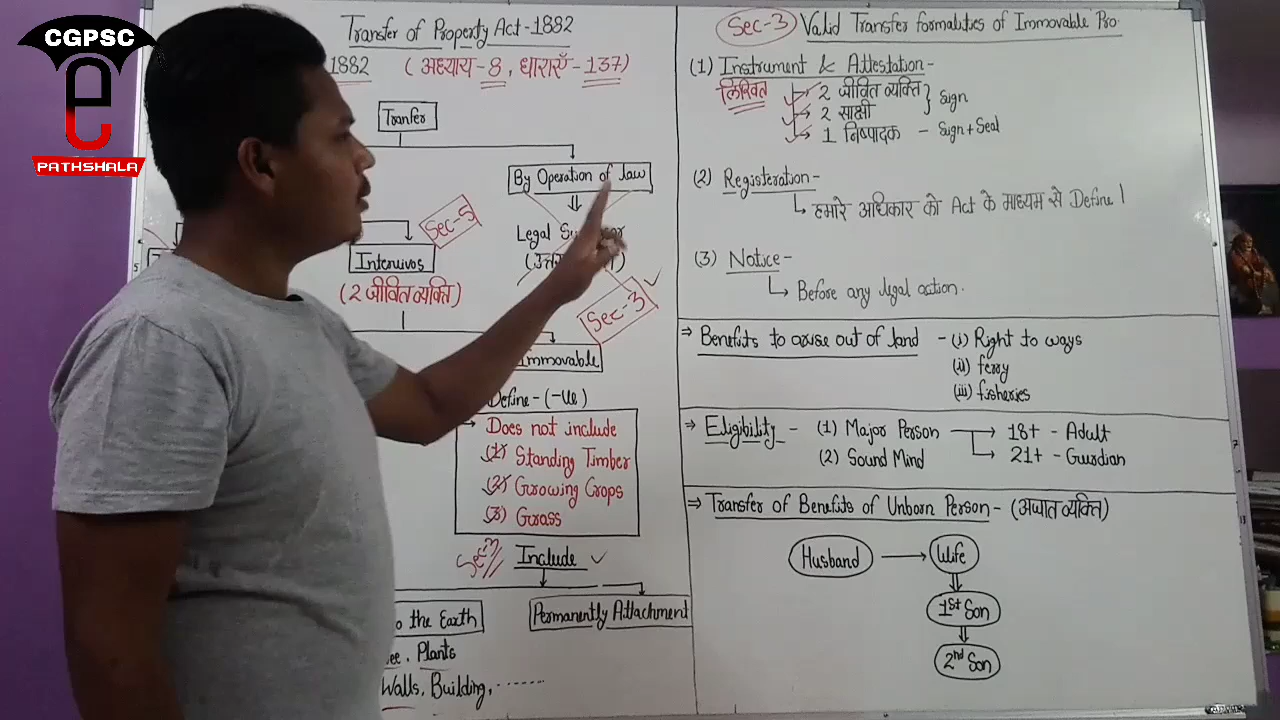 CGPSC
e
PATHSHALA
Transfer of Property Act-1882
1882 (अध्याय-8, धाराएँ-137)
Tranfer
By Operation of Law
Legal
Sec-5
Intervivos
(2 जीवित व्यक्ति)
Sec-3
Immovable
Define-(-Ve)
Does not include
(1) Standing Timber
(2) Growing Crops
(3) Grass
Sec-3
Include
to the Earth
Permanently Attachment
Plants
Walls, Building,
Sec-3 Valid Transfer formalities of Immovable Pro.
(1) Instrument & Attestation-
लिखित
2 जीवित व्यक्ति
2 साक्षी
Sign
1 निष्पादक - Sign+Seal
(2) Registeration-
हमारे अधिकार को Act के माध्यम से Define |
(3) Notice-
Before any legal action.
⇒ Benefits to arise out of land - (i) Right to ways
(ii) ferry
(iii) fisheries
⇒ Eligibility - (1) Major Person → 18+ - Adult
21+ - Guardian
(2) Sound Mind
⇒ Transfer of Benefits of Unborn Person- (अजात व्यक्ति)
Husband → Wife
1st Son
2nd Son